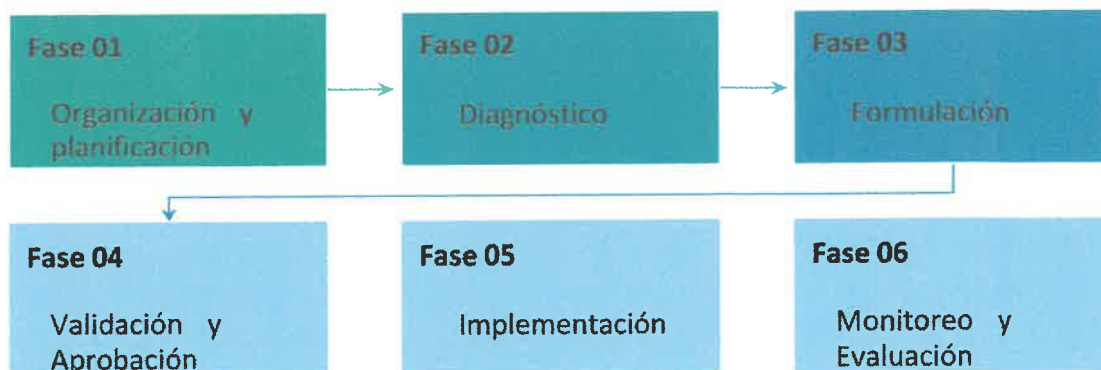 Fase 01
Organización y
planificación
Fase 02
Diagnóstico
Fase 03
Formulación
Fase 04
Validación y
Aprobación
Fase 05
Implementación
Fase 06
Monitoreo y
Evaluación